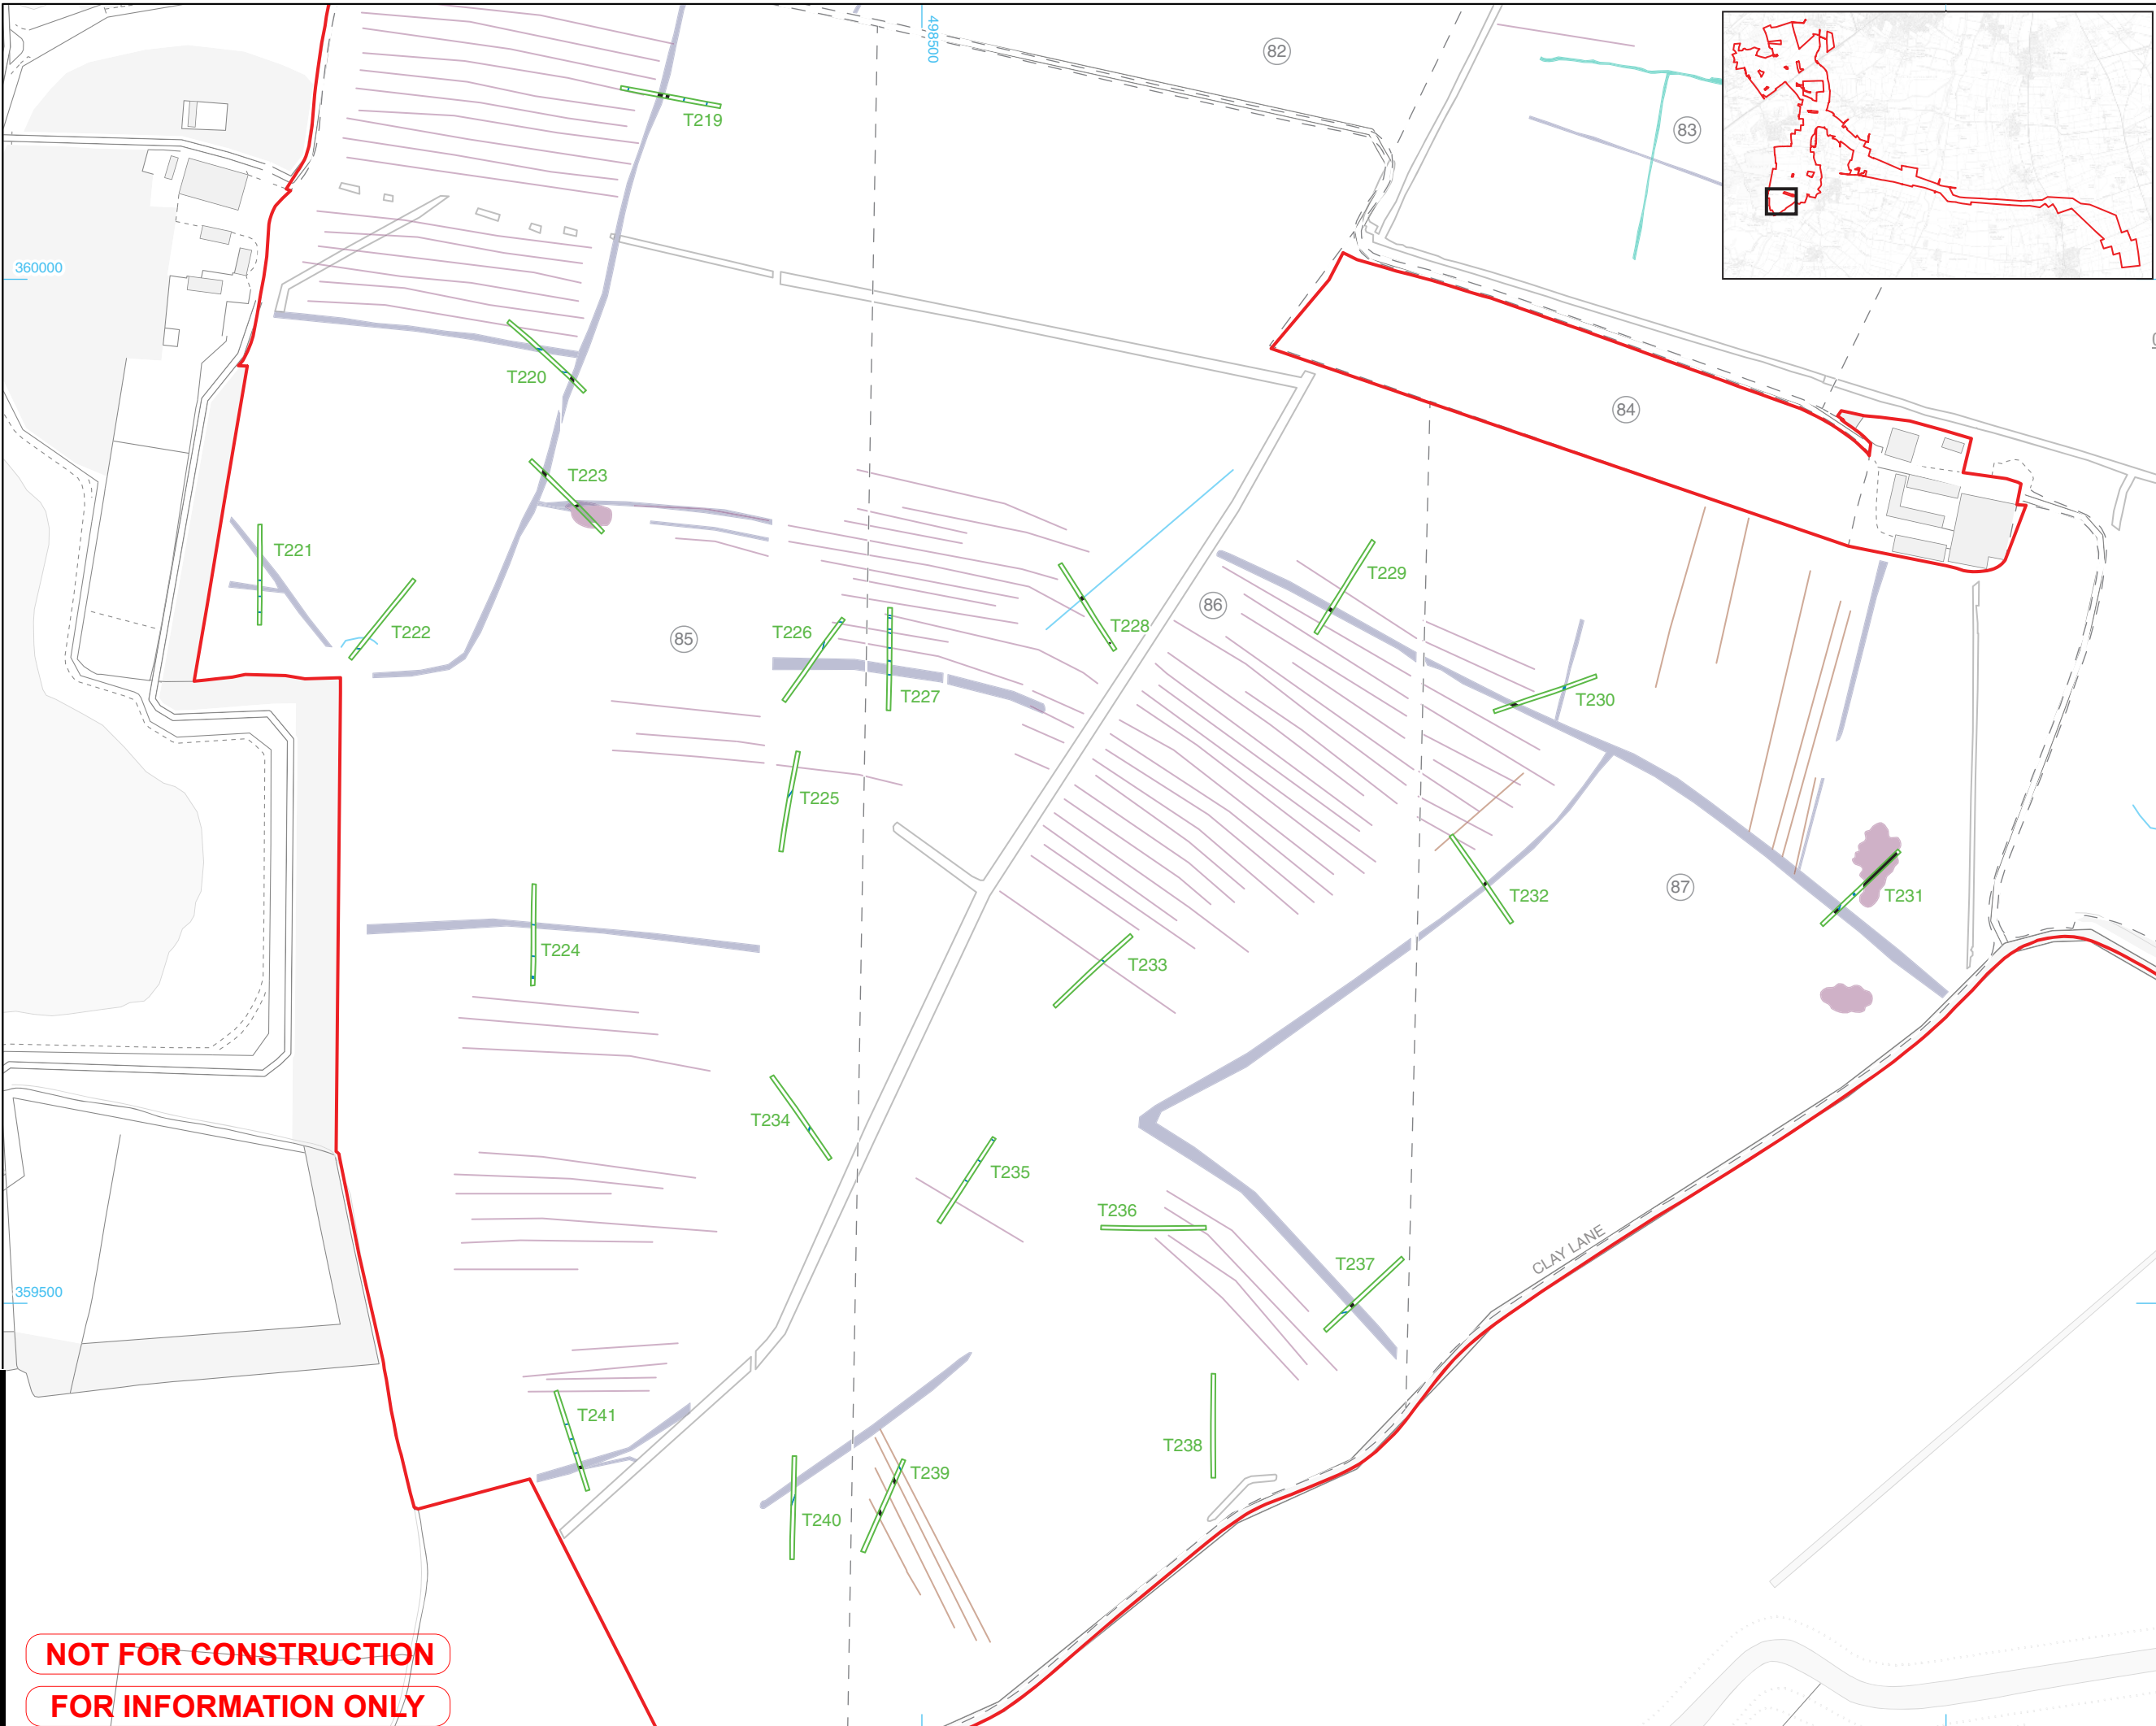 498500
82
83
T219
360000
T220
84
T223
T221
T229
T222
T226
T228
86
85
T227
T230
T225
87
T231
T232
T224
T233
T234
T235
T236
CLAY LANE
T237
359500
T241
T238
T239
T240
NOT FOR CONSTRUCTION
FOR INFORMATION ONLY